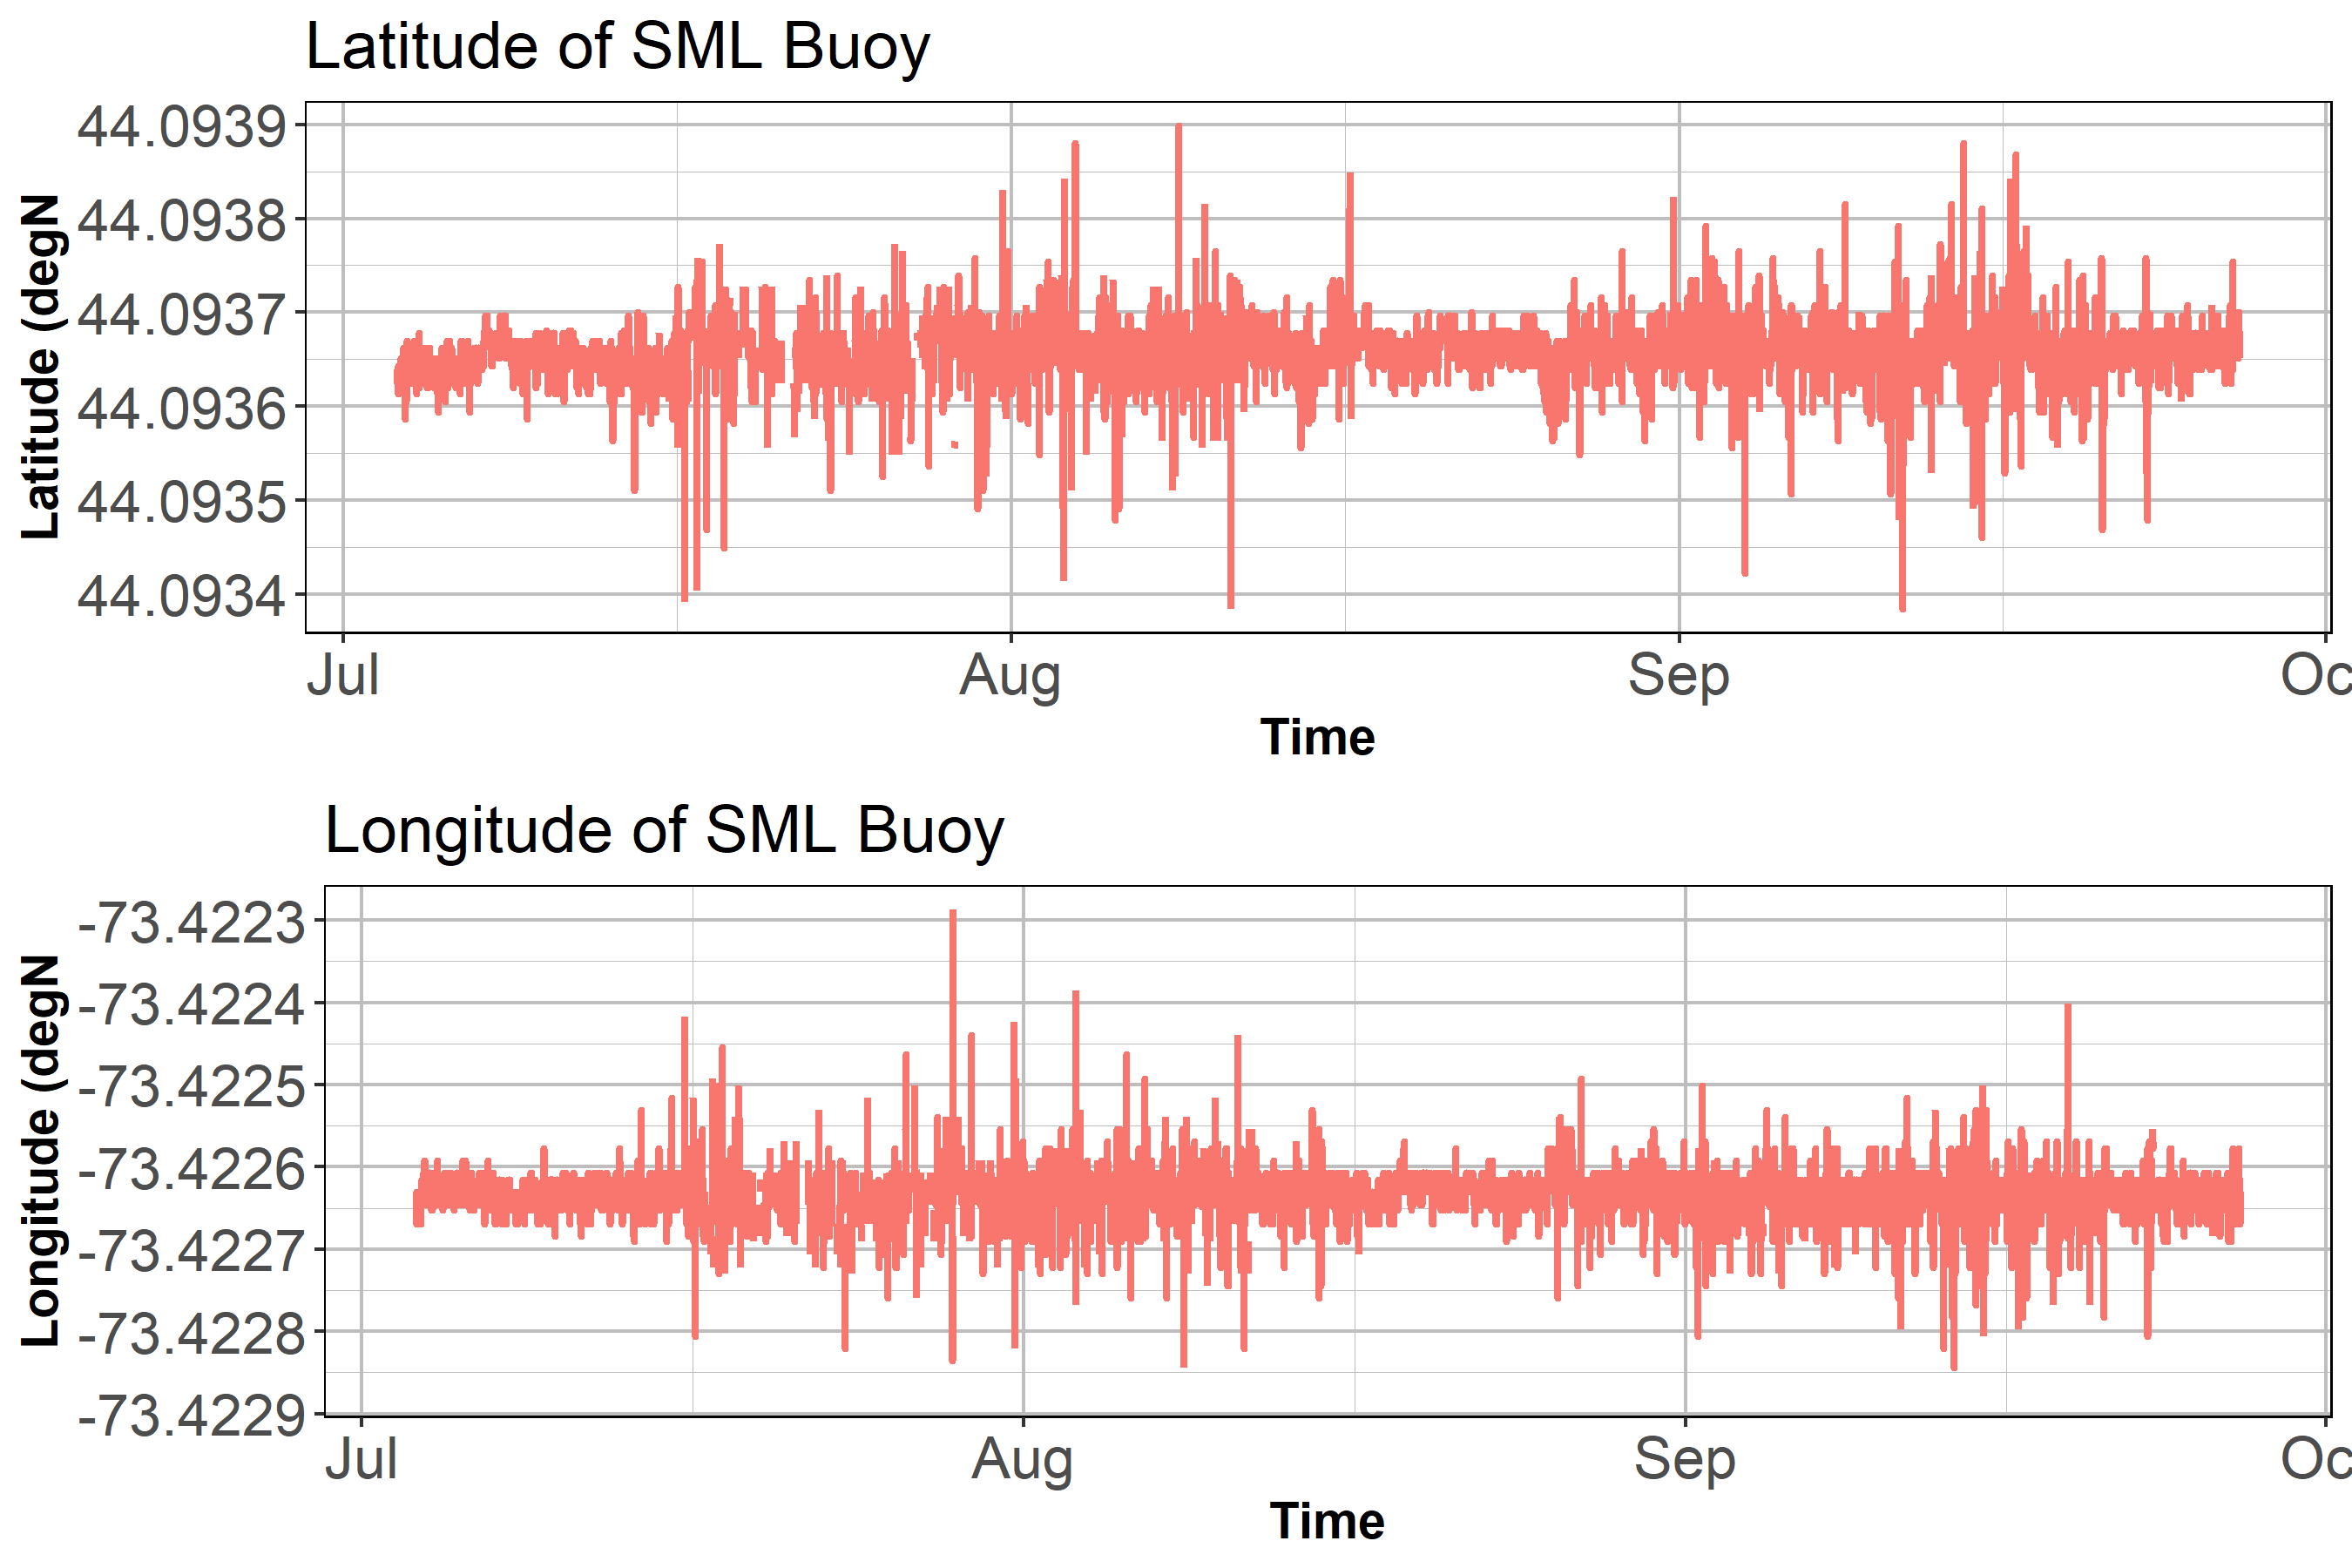 Latitude of SML Buoy
44.0939
44.0938
44.0937
44.0936
44.0935
44.0934
Latitude (degN
Jul Aug Sep Oc
Time
Longitude of SML Buoy
-73.4223
-73.4224
-73.4225
-73.4226
-73.4227
-73.4228
-73.4229
Longitude (degN
Jul Aug Sep Oc
Time